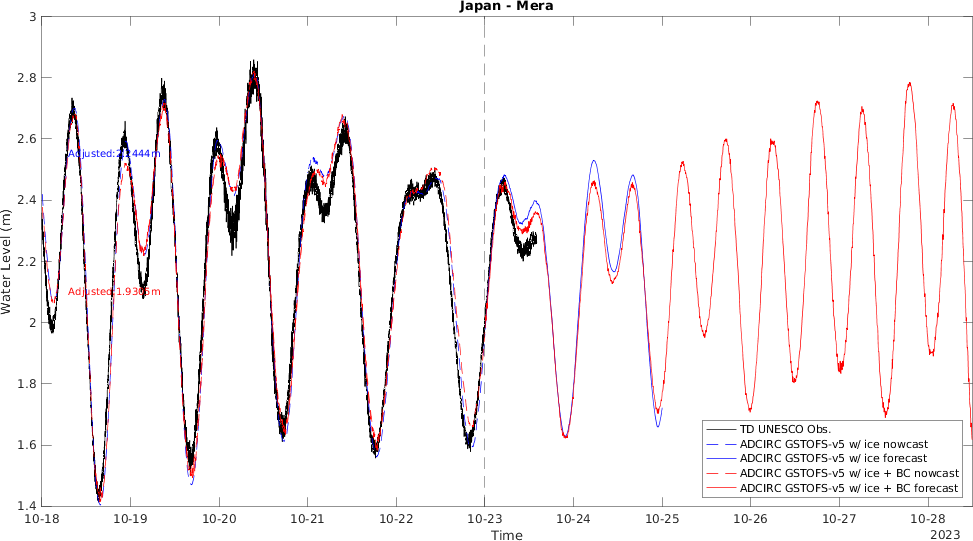 Japan - Mera
Water Level (m)
3
2.8
2.6
2.4
2.2
2
1.8
1.6
1.4
Adjusted:2.2444m
Adjusted:1.9305m
TD UNESCO Obs.
ADCIRC GSTOFS-v5 w/ ice nowcast
ADCIRC GSTOFS-v5 w/ ice forecast
ADCIRC GSTOFS-v5 w/ ice + BC nowcast
ADCIRC GSTOFS-v5 w/ ice + BC forecast
10-18
10-19
10-20
10-21
10-22
10-23
10-24
10-25
10-26
10-27
10-28
2023
Time